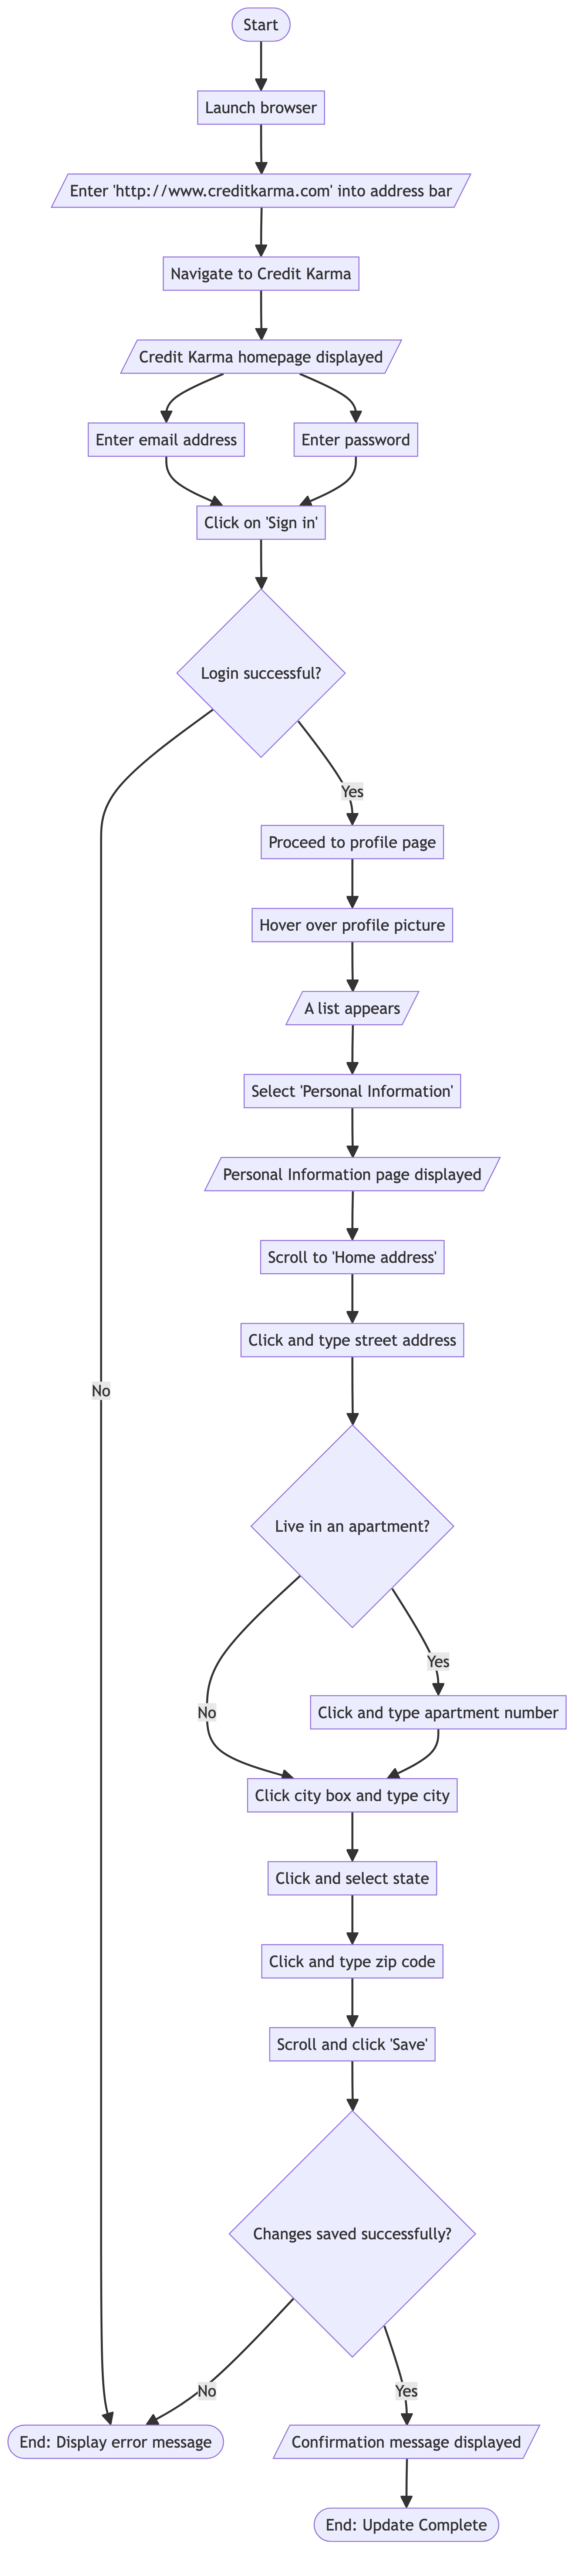 Start
Launch browser
Enter 'http://www.creditkarma.com' into address bar
Navigate to Credit Karma
Credit Karma homepage displayed
Enter email address
Enter password
Click on 'Sign in'
Login successful?
Yes
Proceed to profile page
Hover over profile picture
A list appears
Select 'Personal Information'
Personal Information page displayed
Scroll to 'Home address'
Click and type street address
No
Live in an apartment?
Yes
No
Click and type apartment number
Click city box and type city
Click and select state
Click and type zip code
Scroll and click 'Save'
Changes saved successfully?
No
Yes
End: Display error message
Confirmation message displayed
End: Update Complete